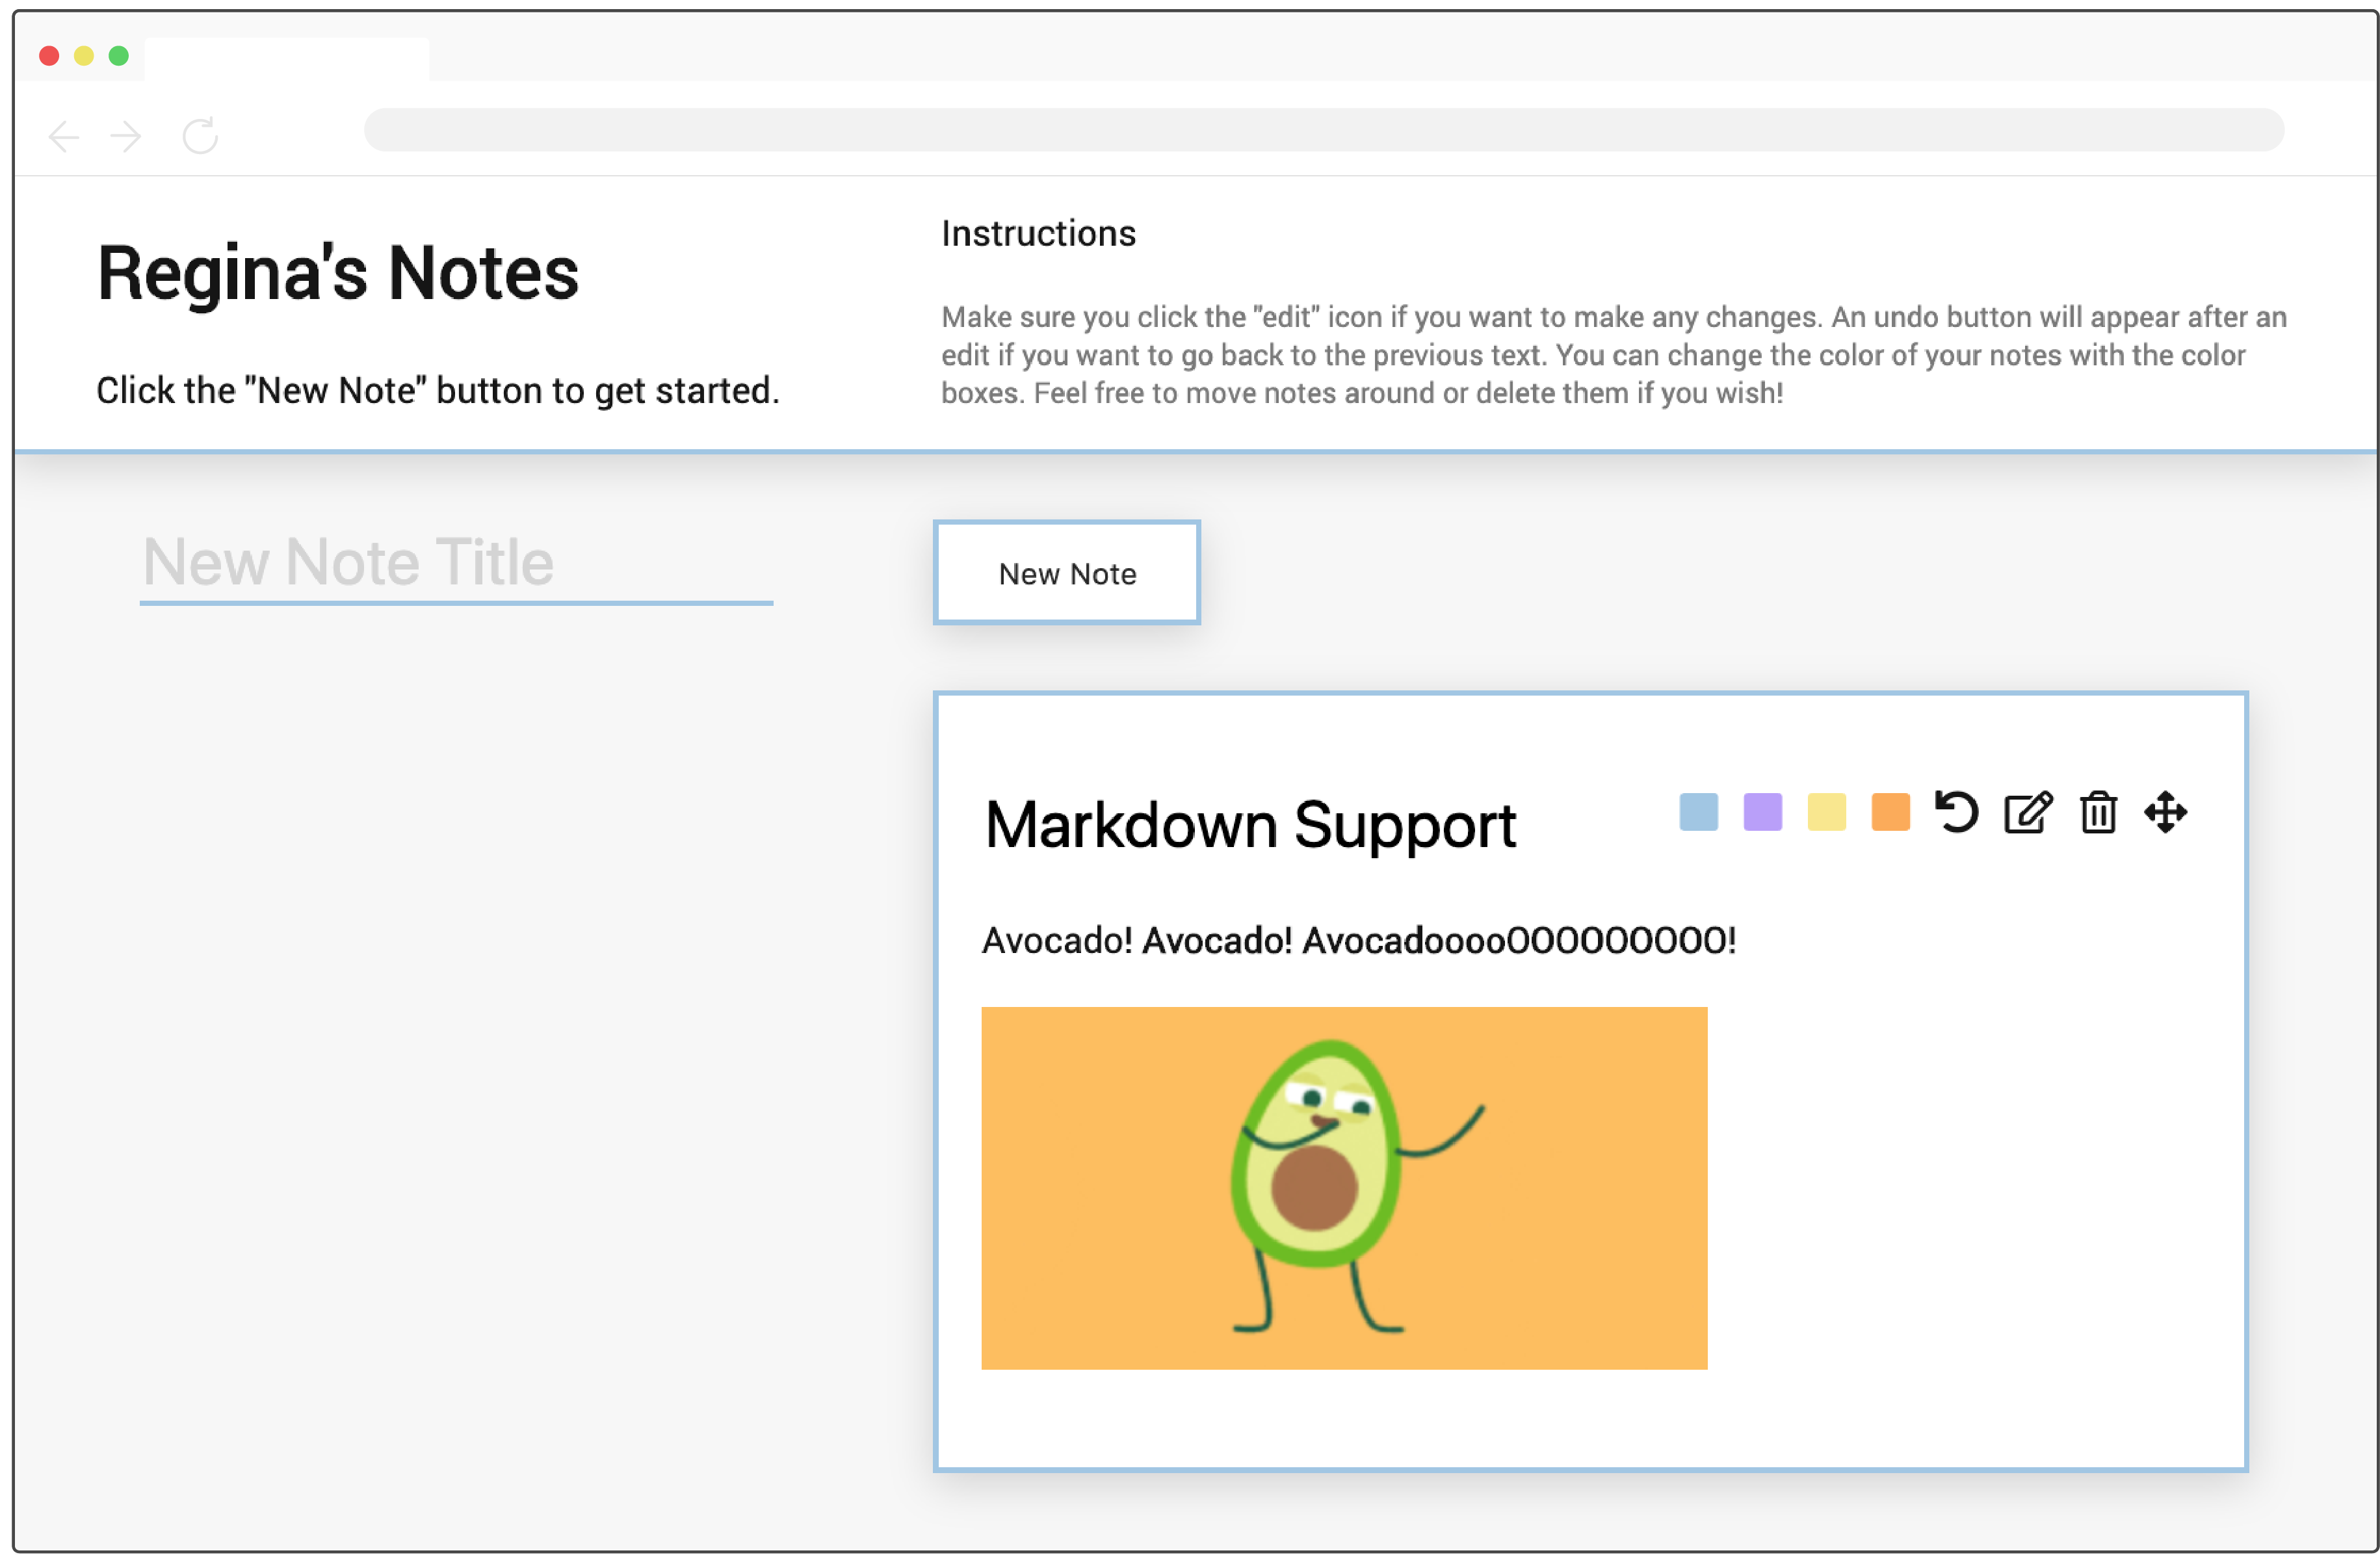 Regina's Notes
Click the "New Note" button to get started.
Instructions
Make sure you click the "edit" icon if you want to make any changes. An undo button will appear after an
edit if you want to go back to the previous text. You can change the color of your notes with the color
boxes. Feel free to move notes around or delete them if you wish!
New Note Title
New Note
Markdown Support
Avocado! Avocado! AvocadooooOOOOOOOOO!